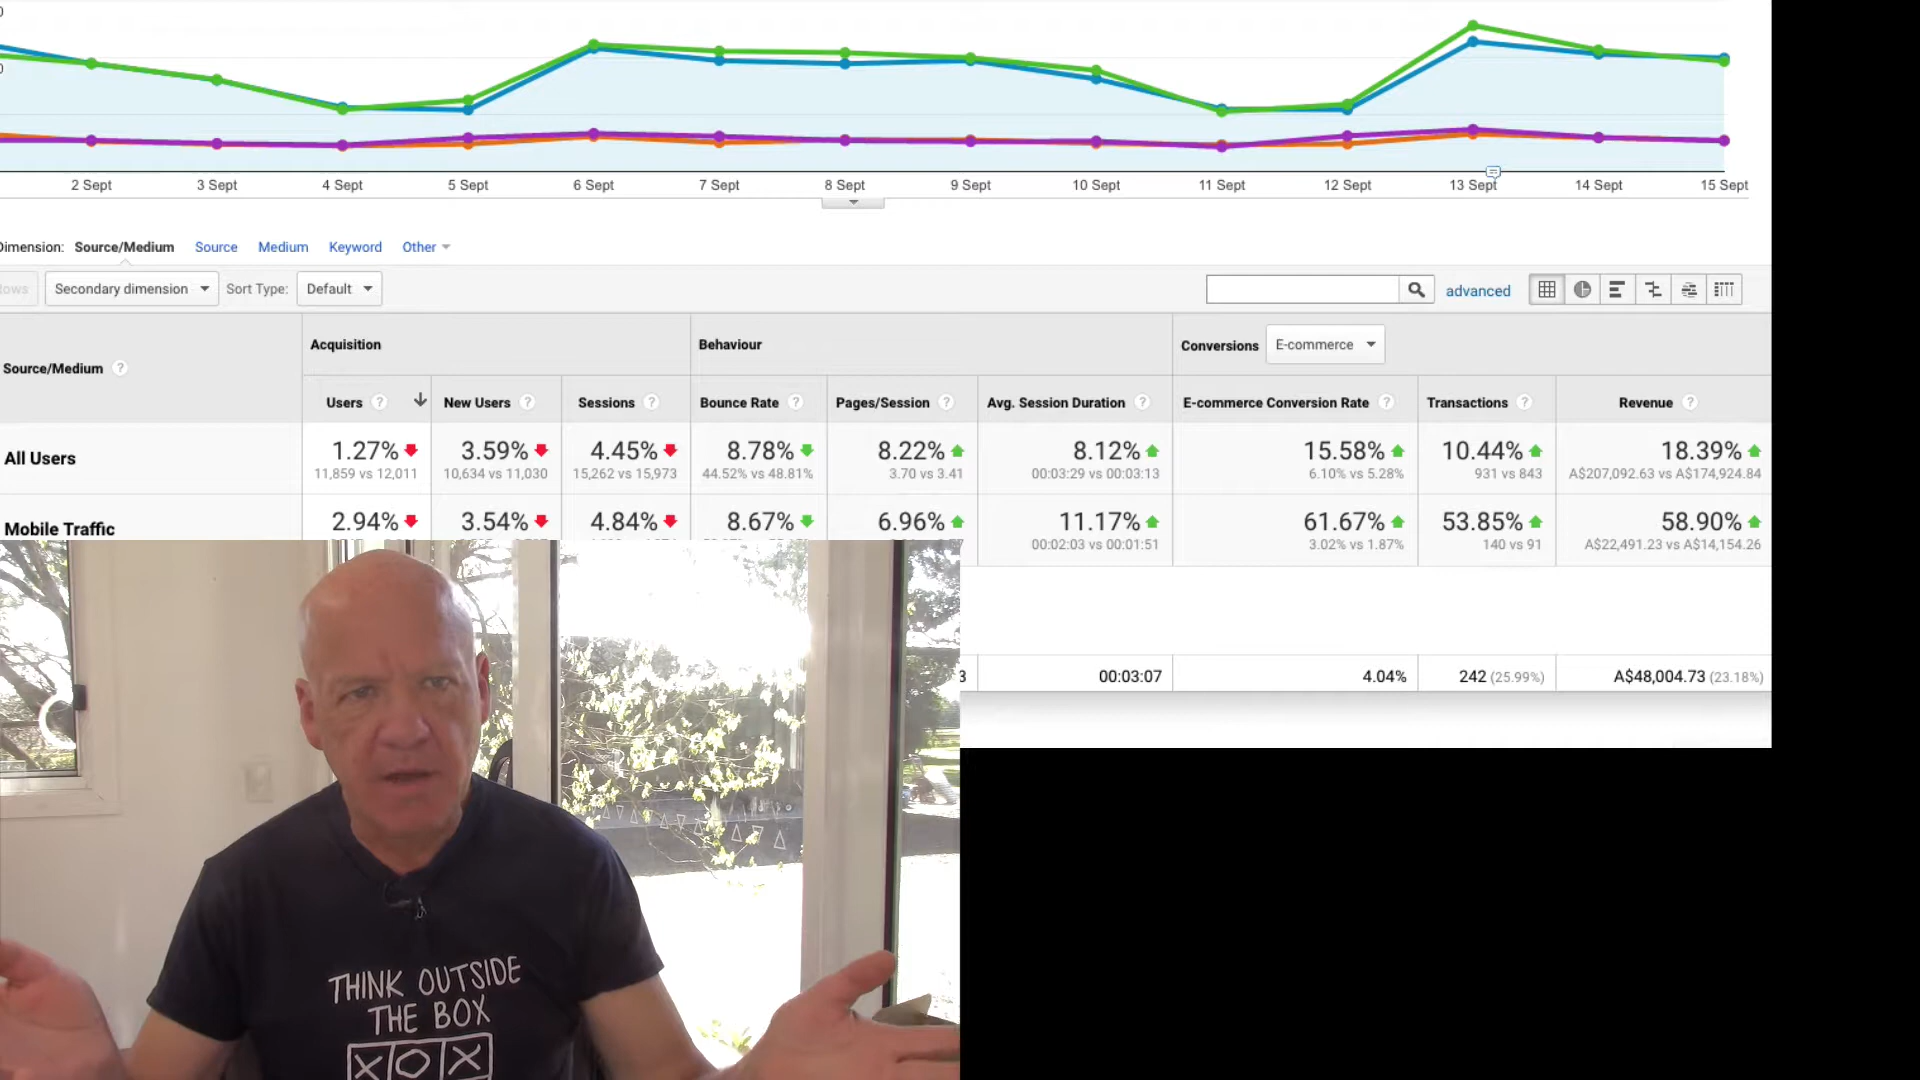 2 Sept 3 Sept 4 Sept 5 Sept 6 Sept 7 Sept 8 Sept 9 Sept 10 Sept 11 Sept 12 Sept 13 Sept 14 Sept 15 Sept
Dimension: Source/Medium Source Medium Keyword Other
Secondary dimension Sort Type: Default advanced
Acquisition Behaviour Conversions E-commerce
Source/Medium ?
Users ? New Users ? Sessions ? Bounce Rate ? Pages/Session ? Avg. Session Duration ? E-commerce Conversion Rate ? Transactions ? Revenue ?
All Users 1.27% 3.59% 4.45% 8.78% 8.22% 8.12% 15.58% 10.44% 18.39%
11,859 vs 12,011 10,634 vs 11,030 15,262 vs 15,973 44.52% vs 48.81% 3.70 vs 3.41 00:03:29 vs 00:03:13 6.10% vs 5.28% 931 vs 843 A$207,092.63 vs A$174,924.84
Mobile Traffic 2.94% 3.54% 4.84% 8.67% 6.96% 11.17% 61.67% 53.85% 58.90%
00:02:03 vs 00:01:51 3.02% vs 1.87% 140 vs 91 A$22,491.23 vs A$14,154.26
00:03:07 4.04% 242 (25.99%) A$48,004.73 (23.18%)
THINK OUTSIDE
THE BOX
X O X